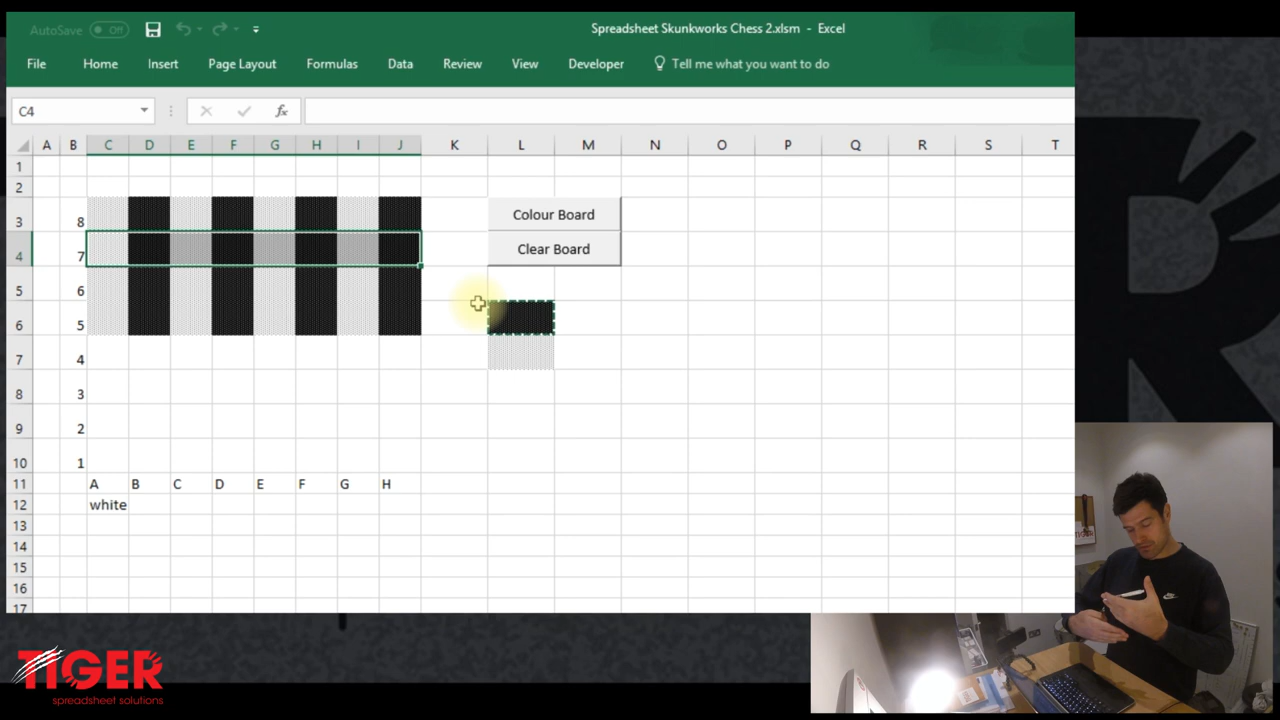 AutoSave Off Spreadsheet Skunkworks Chess 2.xlsm - Excel
File Home Insert Page Layout Formulas Data Review View Developer Tell me what you want to do
C4 fx
A B C D E F G H I J K L M N O P Q R S T
1
2
3 8 Colour Board
4 7 Clear Board
5 6
6 5
7 4
8 3
9 2
10 1
11 A B C D E F G H
12 white
13
14
15
16
17
TIGER
spreadsheet solutions